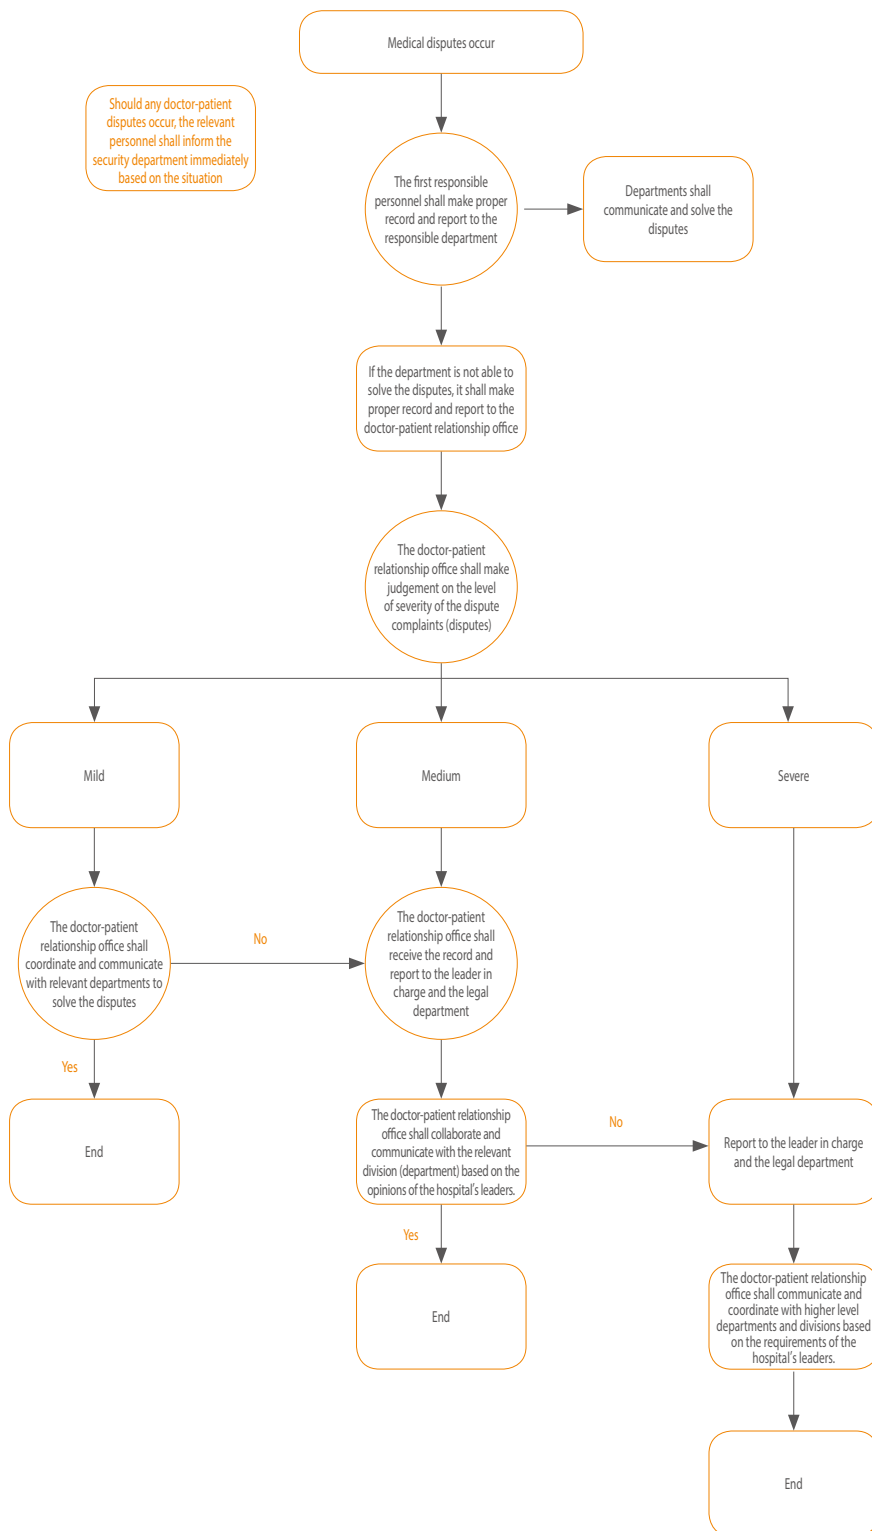 Medical disputes occur
Should any doctor-patient
disputes occur, the relevant
personnel shall inform the
security department immediately
based on the situation
The first responsible
personnel shall make proper
record and report to the
responsible department
Departments shall
communicate and solve the
disputes
If the department is not able to
solve the disputes, it shall make
proper record and report to the
doctor-patient relationship office
The doctor-patient
relationship office shall make
judgement on the level
of severity of the dispute
complaints (disputes)
Mild
Medium
Severe
The doctor-patient
relationship office shall
coordinate and communicate
with relevant departments to
solve the disputes
No
The doctor-patient
relationship office shall
receive the record and
report to the leader in
charge and the legal
department
Yes
End
The doctor-patient relationship
office shall collaborate and
communicate with the relevant
division (department) based on the
opinions of the hospital's leaders.
No
Report to the leader in charge
and the legal department
Yes
End
The doctor-patient relationship
office shall communicate and
coordinate with higher level
departments and divisions based
on the requirements of the
hospital's leaders.
End